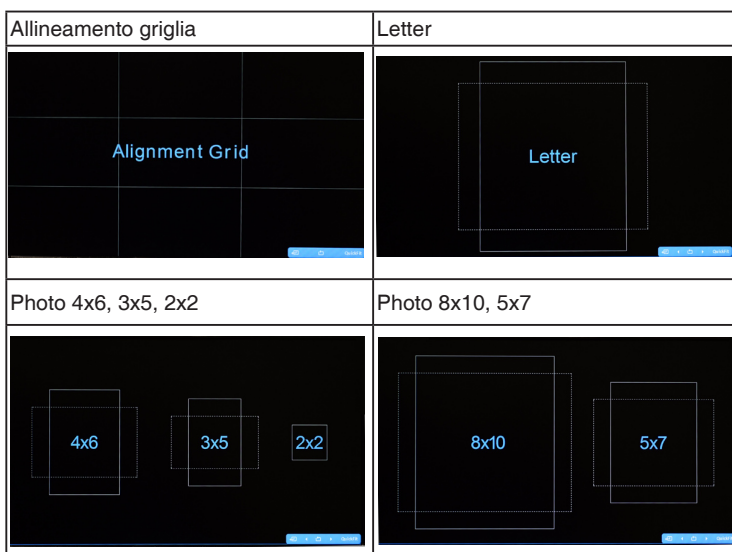 Allineamento griglia
Letter
Alignment Grid
Letter
Photo 4x6, 3x5, 2x2
Photo 8x10, 5x7
4x6
3x5
2x2
8x10
5x7